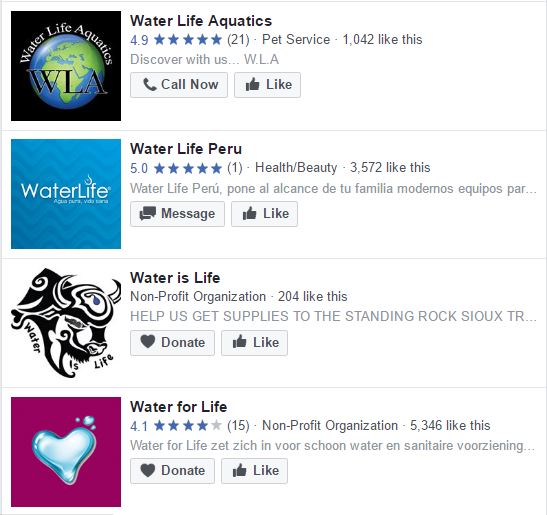 Water Life Aquatics
WLA
Water Life Aquatics
4.9 ★★★★★ (21) · Pet Service · 1,042 like this
Discover with us... W.L.A
Call Now Like
WaterLife®
Agua pura, vida sana
Water Life Peru
5.0 ★★★★★ (1) · Health/Beauty · 3,572 like this
Water Life Perú, pone al alcance de tu familia modernos equipos par...
Message Like
Water Is Life
Water is Life
Non-Profit Organization · 204 like this
HELP US GET SUPPLIES TO THE STANDING ROCK SIOUX TR...
Donate Like
Water for Life
4.1 ★★★★★ (15) · Non-Profit Organization · 5,346 like this
Water for Life zet zich in voor schoon water en sanitaire voorziening...
Donate Like